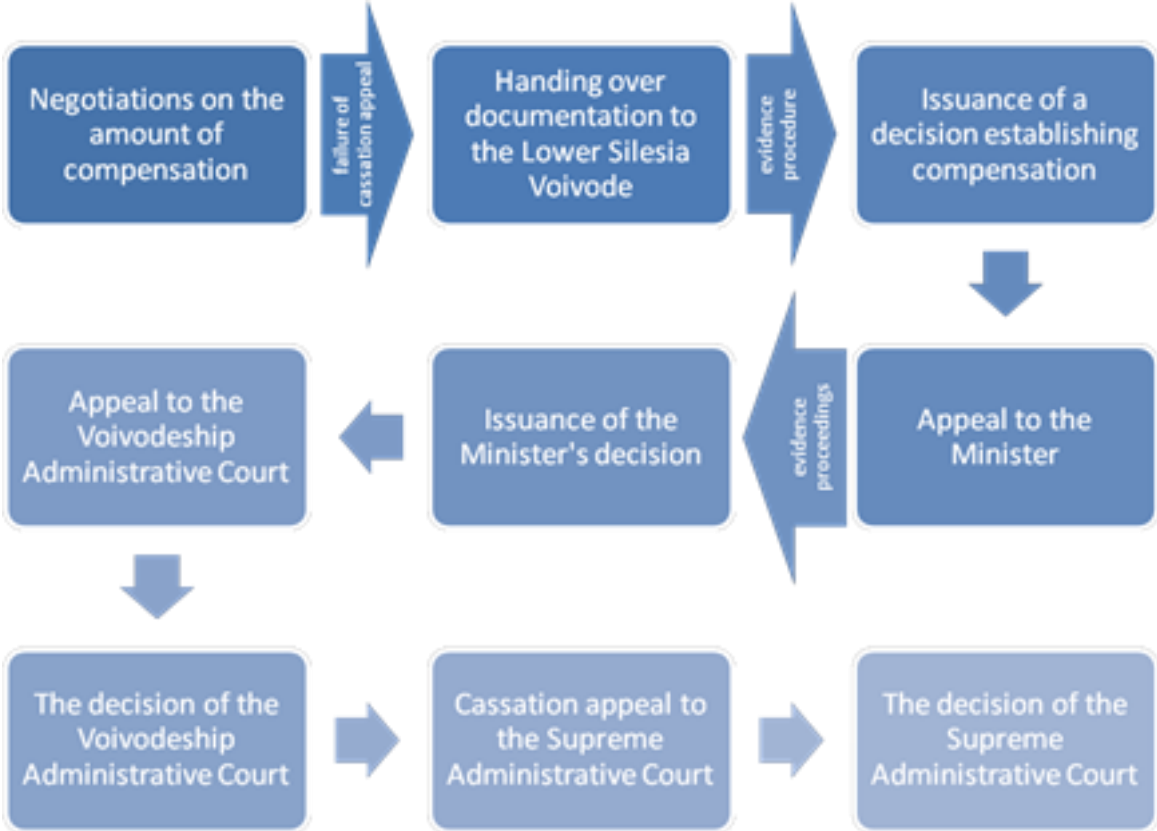 Negotiations on the
amount of
compensation
failure of
cassation appeal
Handing over
documentation to
the Lower Silesia
Voivode
evidence
procedure
Issuance of a
decision establishing
compensation
Appeal to the
Minister
evidence
proceedings
Issuance of the
Minister's decision
Appeal to the
Voivodeship
Administrative Court
The decision of the
Voivodeship
Administrative Court
Cassation appeal to
the Supreme
Administrative Court
The decision of the
Supreme
Administrative Court